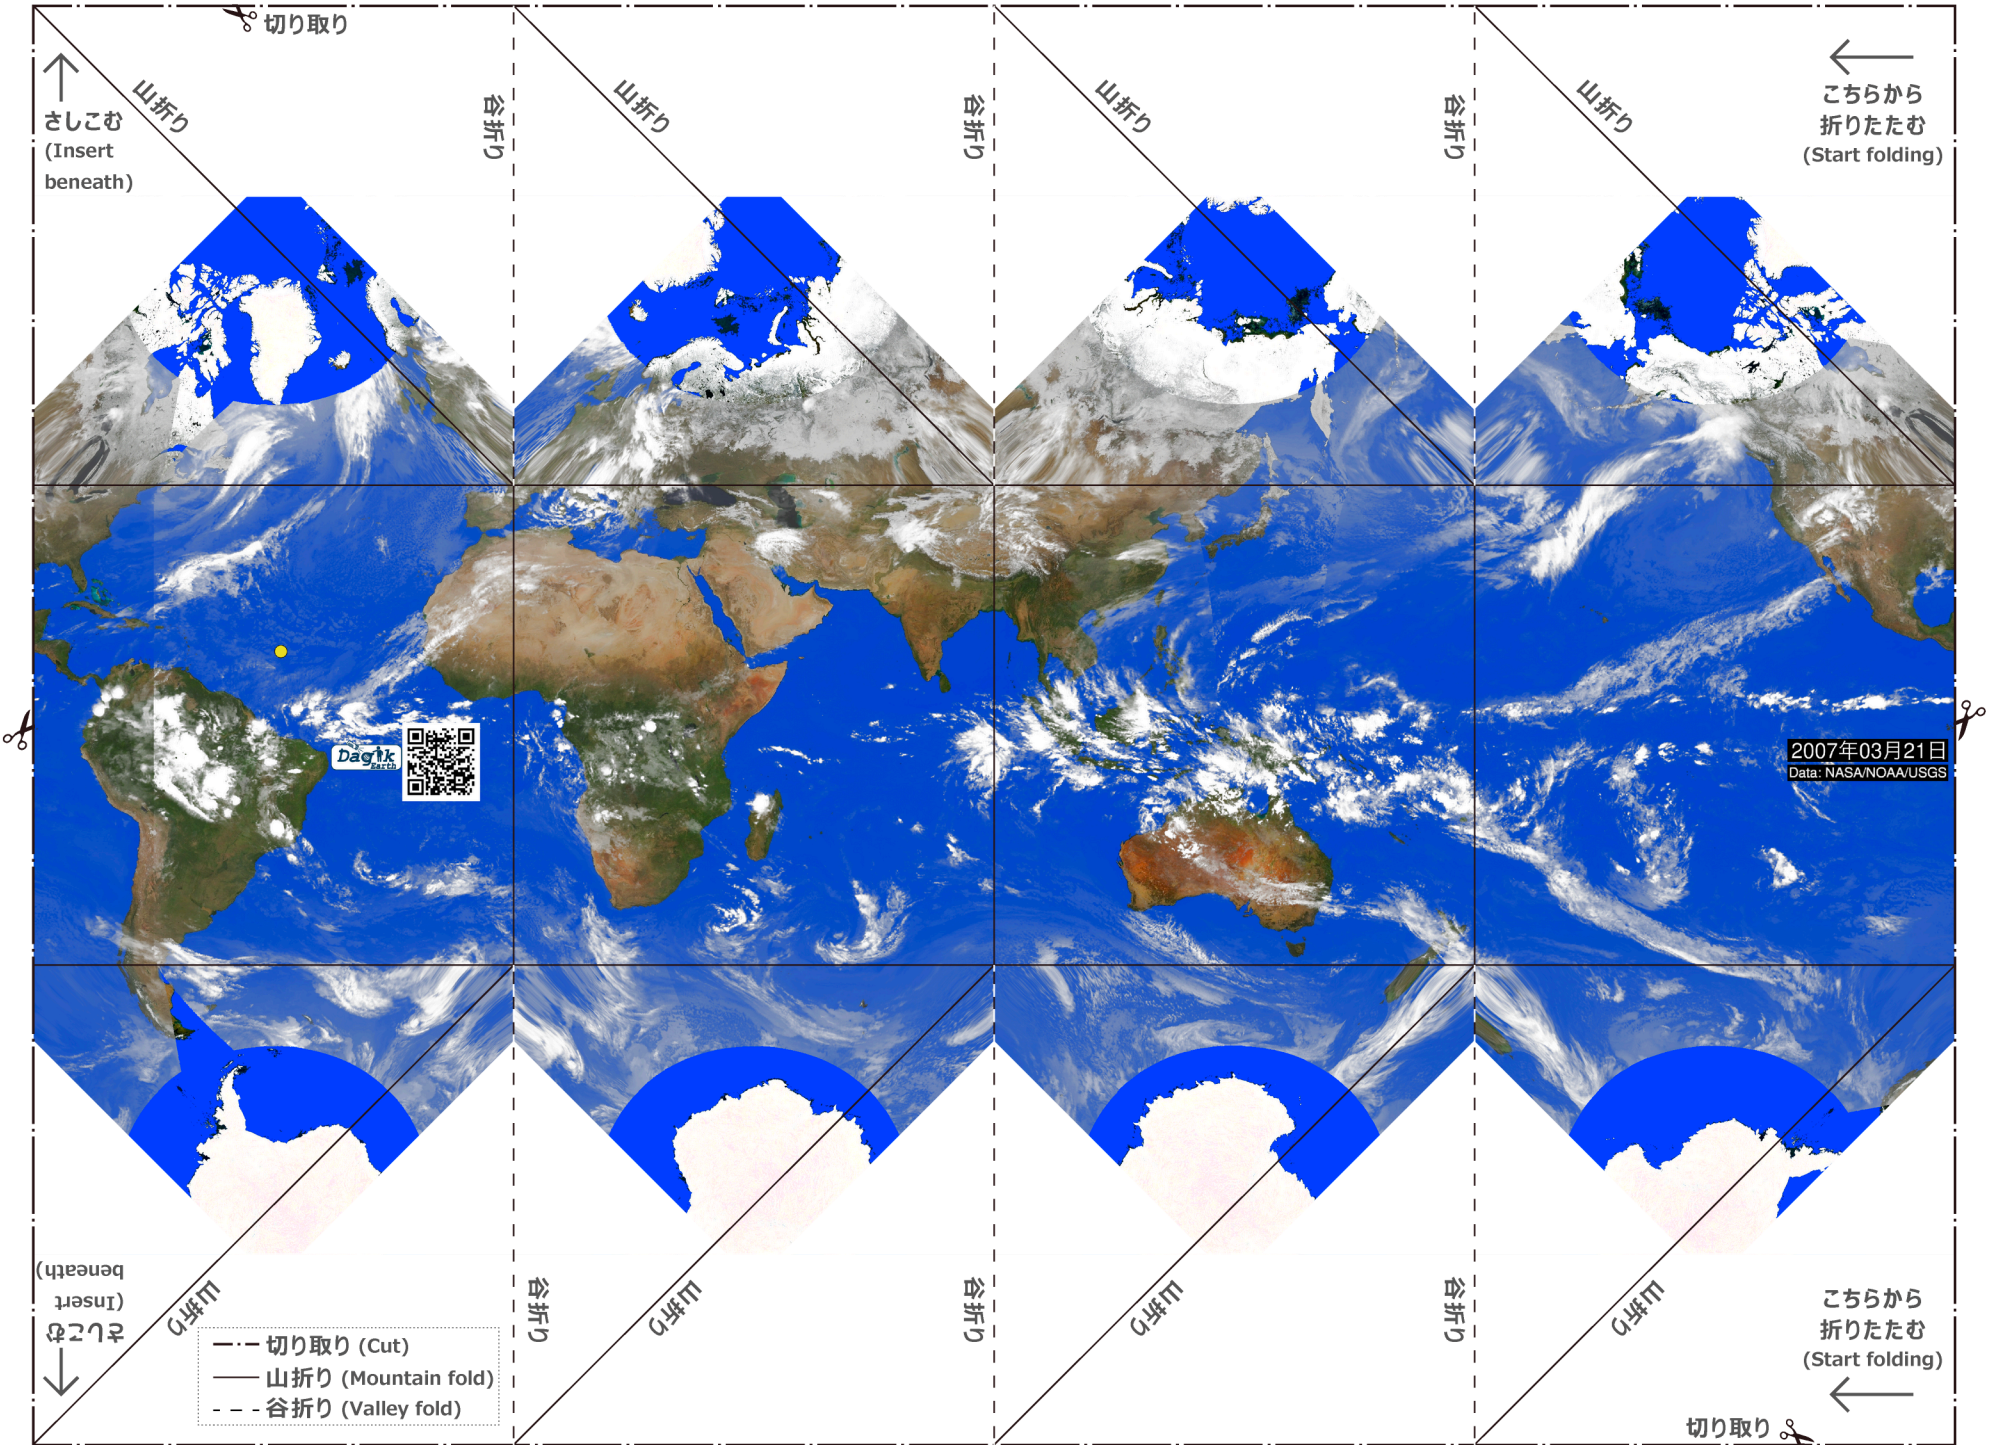 切り取り
さしこむ
(Insert
beneath)
山折り
谷折り
山折り
谷折り
山折り
谷折り
山折り
こちらから
折りたたむ
(Start folding)
Dagik
Earth
2007年03月21日
Data: NASA/NOAA/USGS
さしこむ
(Insert
beneath)
山折り
谷折り
山折り
谷折り
山折り
谷折り
山折り
こちらから
折りたたむ
(Start folding)
切り取り (Cut)
山折り (Mountain fold)
谷折り (Valley fold)
切り取り